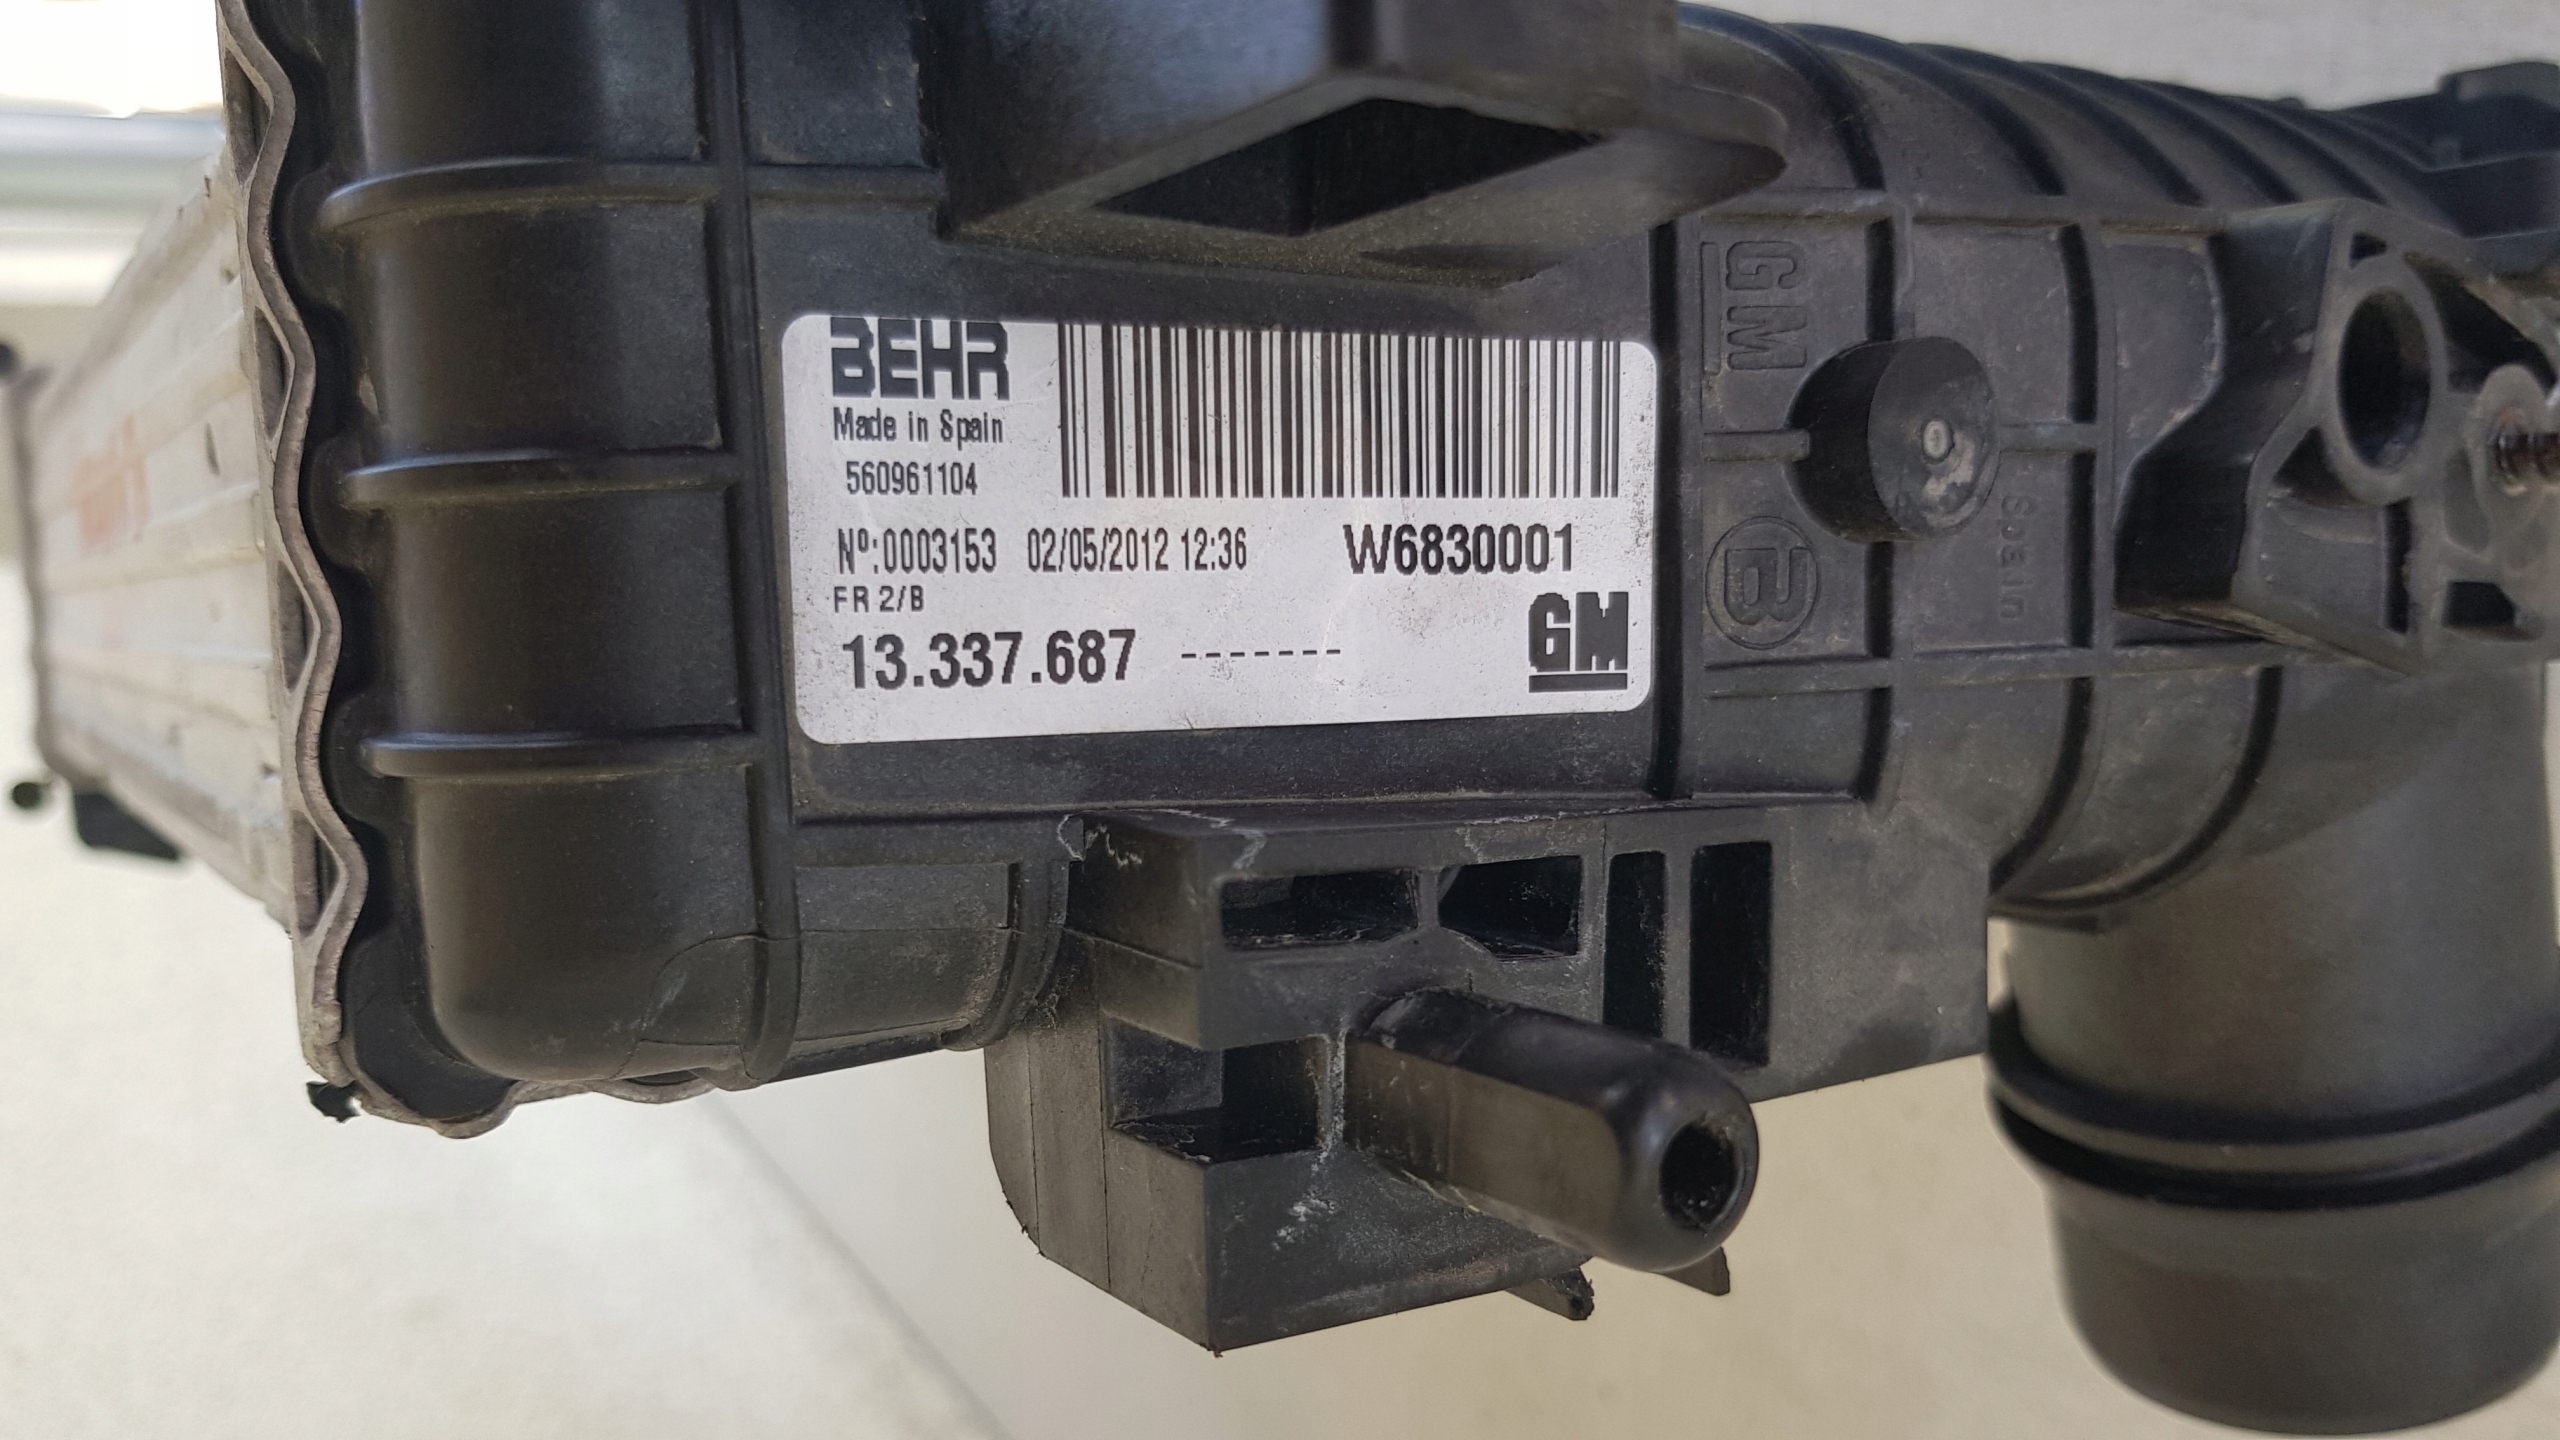 BEHR
Made in Spain
560961104
Nº:0003153 02/05/2012 12:36 W6830001
FR 2/B
13.337.687 ------- GM
GM
B
Spain